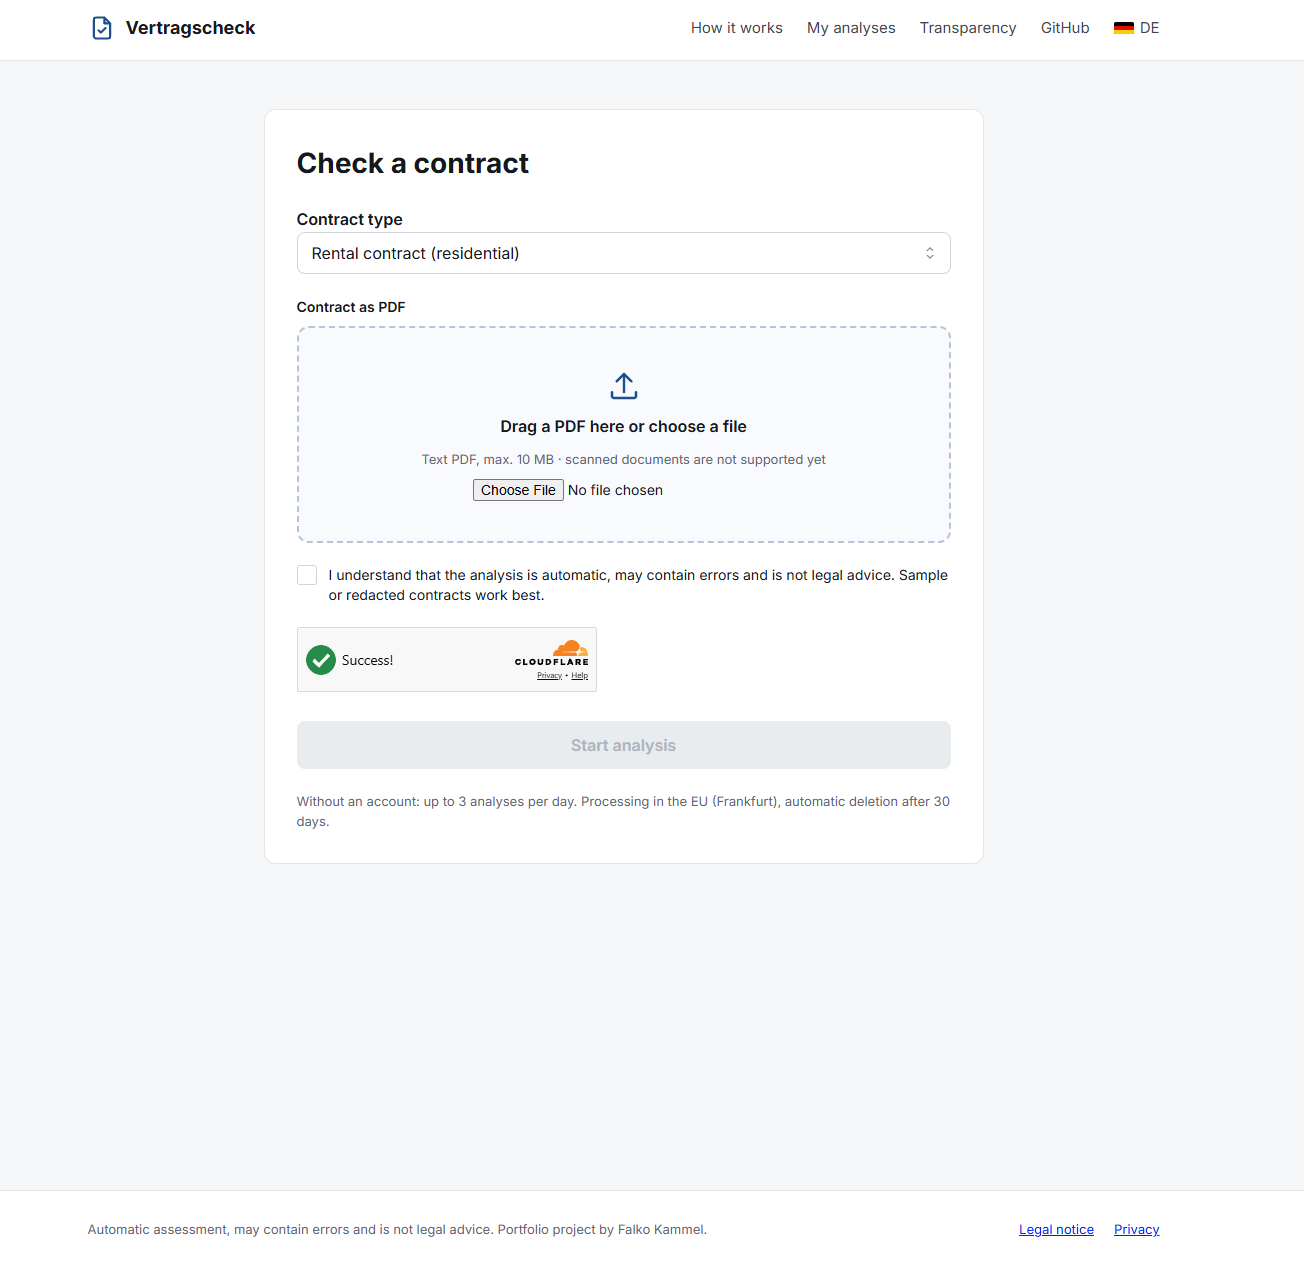 Vertragscheck
How it works
My analyses
Transparency
GitHub
DE
Check a contract
Contract type
Rental contract (residential)
Contract as PDF
Drag a PDF here or choose a file
Text PDF, max. 10 MB · scanned documents are not supported yet
Choose File No file chosen
I understand that the analysis is automatic, may contain errors and is not legal advice. Sample
or redacted contracts work best.
Success!
CLOUDFLARE
Privacy • Help
Start analysis
Without an account: up to 3 analyses per day. Processing in the EU (Frankfurt), automatic deletion after 30
days.
Automatic assessment, may contain errors and is not legal advice. Portfolio project by Falko Kammel.
Legal notice
Privacy